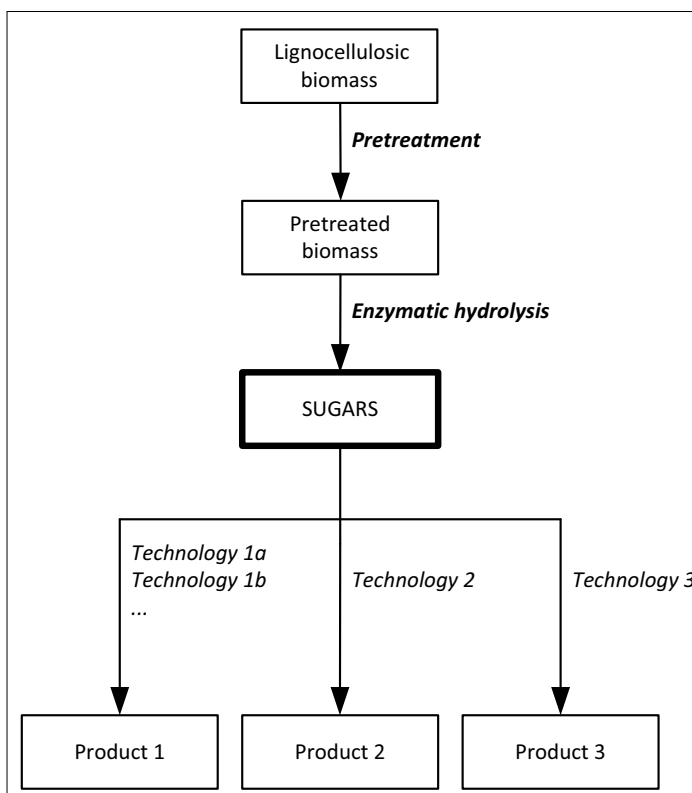 Lignocellulosic
biomass
Pretreatment
Pretreated
biomass
Enzymatic hydrolysis
SUGARS
Technology 1a
Technology 1b
...
Technology 2
Technology 3
Product 1
Product 2
Product 3